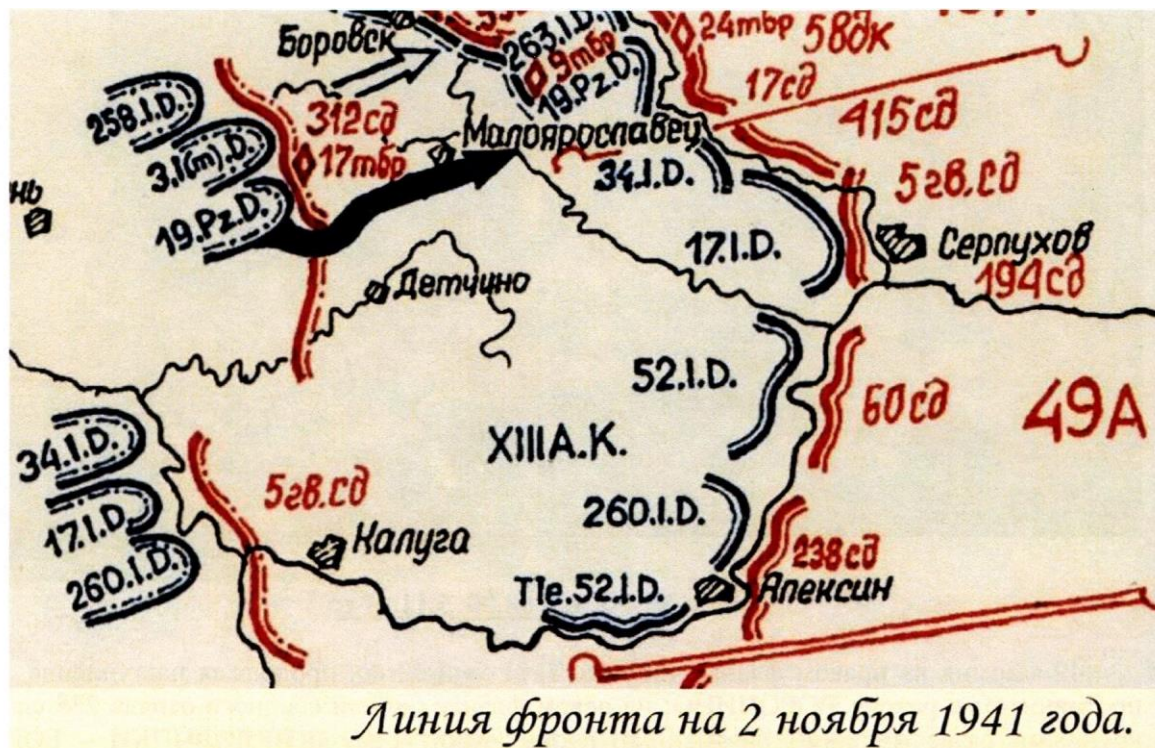 Боровск
263.I.D.
9тбр
19.Pz.D.
24тбр
58дк
17сд
415сд
258.I.D.
312сд
Малоярославец
3.I(m).D.
17тбр
34.I.D.
5гв.сд
19.Pz.D.
17.I.D.
Серпухов
194сд
Детчино
52.I.D.
60сд
49А
34.I.D.
XIIIA.K.
5гв.сд
17.I.D.
260.I.D.
Калуга
238сд
260.I.D.
Tle.52.I.D.
Алексин
Линия фронта на 2 ноября 1941 года.